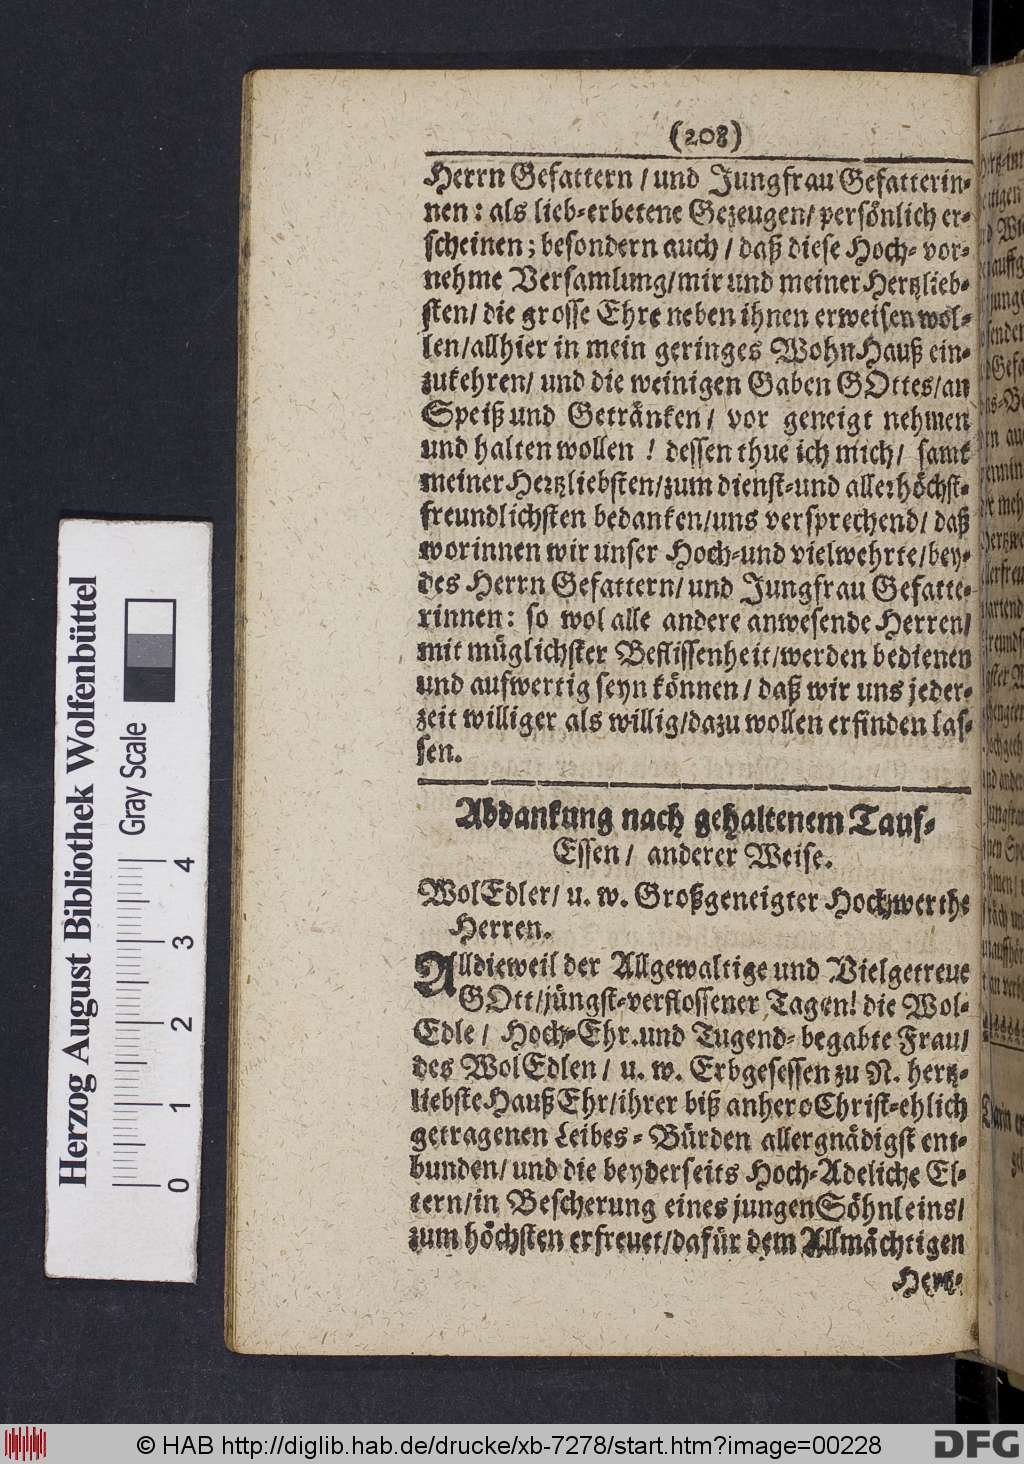 (208)
Herrn Gefattern / und Jungfrau Gefatterin-
nen : als lieb-erbetene Gezeugen/ persönlich er-
scheinen ; besondern auch / daß diese Hoch- vor-
nehme Versamlung/mir und meiner Hertzlieb-
sten/ die grosse Ehre neben ihnen erweisen wol-
len/allhier in mein geringes WohnHauß ein-
zukehren/ und die weinigen Gaben GOttes/an
Speiß und Getränken / vor geneigt nehmen
und halten wollen ! dessen thue ich mich / samt
meiner Hertzliebsten/zum dienst-und allerhöchst-
freundlichsten bedanken/uns versprechend/ daß
worinnen wir unser Hoch-und vielwehrte/bey-
des Herrn Gefattern/ und Jungfrau Gefatte-
rinnen: so wol alle andere anwesende Herren/
mit müglichster Beflissenheit/werden bedienen
und aufwertig seyn können / daß wir uns jeder-
zeit williger als willig/dazu wollen erfinden las-
sen.
Abdankung nach gehaltenem Tauf-
Essen / anderer Weise.
WolEdler/ u. w. Großgeneigter Hochwerthe
Herren.
Alldieweil der Allgewaltige und Vielgetreue
GOtt/jüngst-verflossener Tagen! die Wol-
Edle / Hoch-Ehr.und Tugend-begabte Frau/
des WolEdlen / u. w. Erbgesessen zu N. hertz-
liebste HaußEhr/ihrer biß anhero Christ-ehlich
getragenen Leibes-Bürden allergnädigst ent-
bunden/ und die beyderseits Hoch-Adeliche El-
tern/in Bescherung eines jungen Söhnleins/
zum höchsten erfreuet/dafür dem Allmächtigen
Hertz-
Herzog August Bibliothek Wolfenbüttel
Gray Scale
0 1 2 3 4
© HAB http://diglib.hab.de/drucke/xb-7278/start.htm?image=00228
DFG